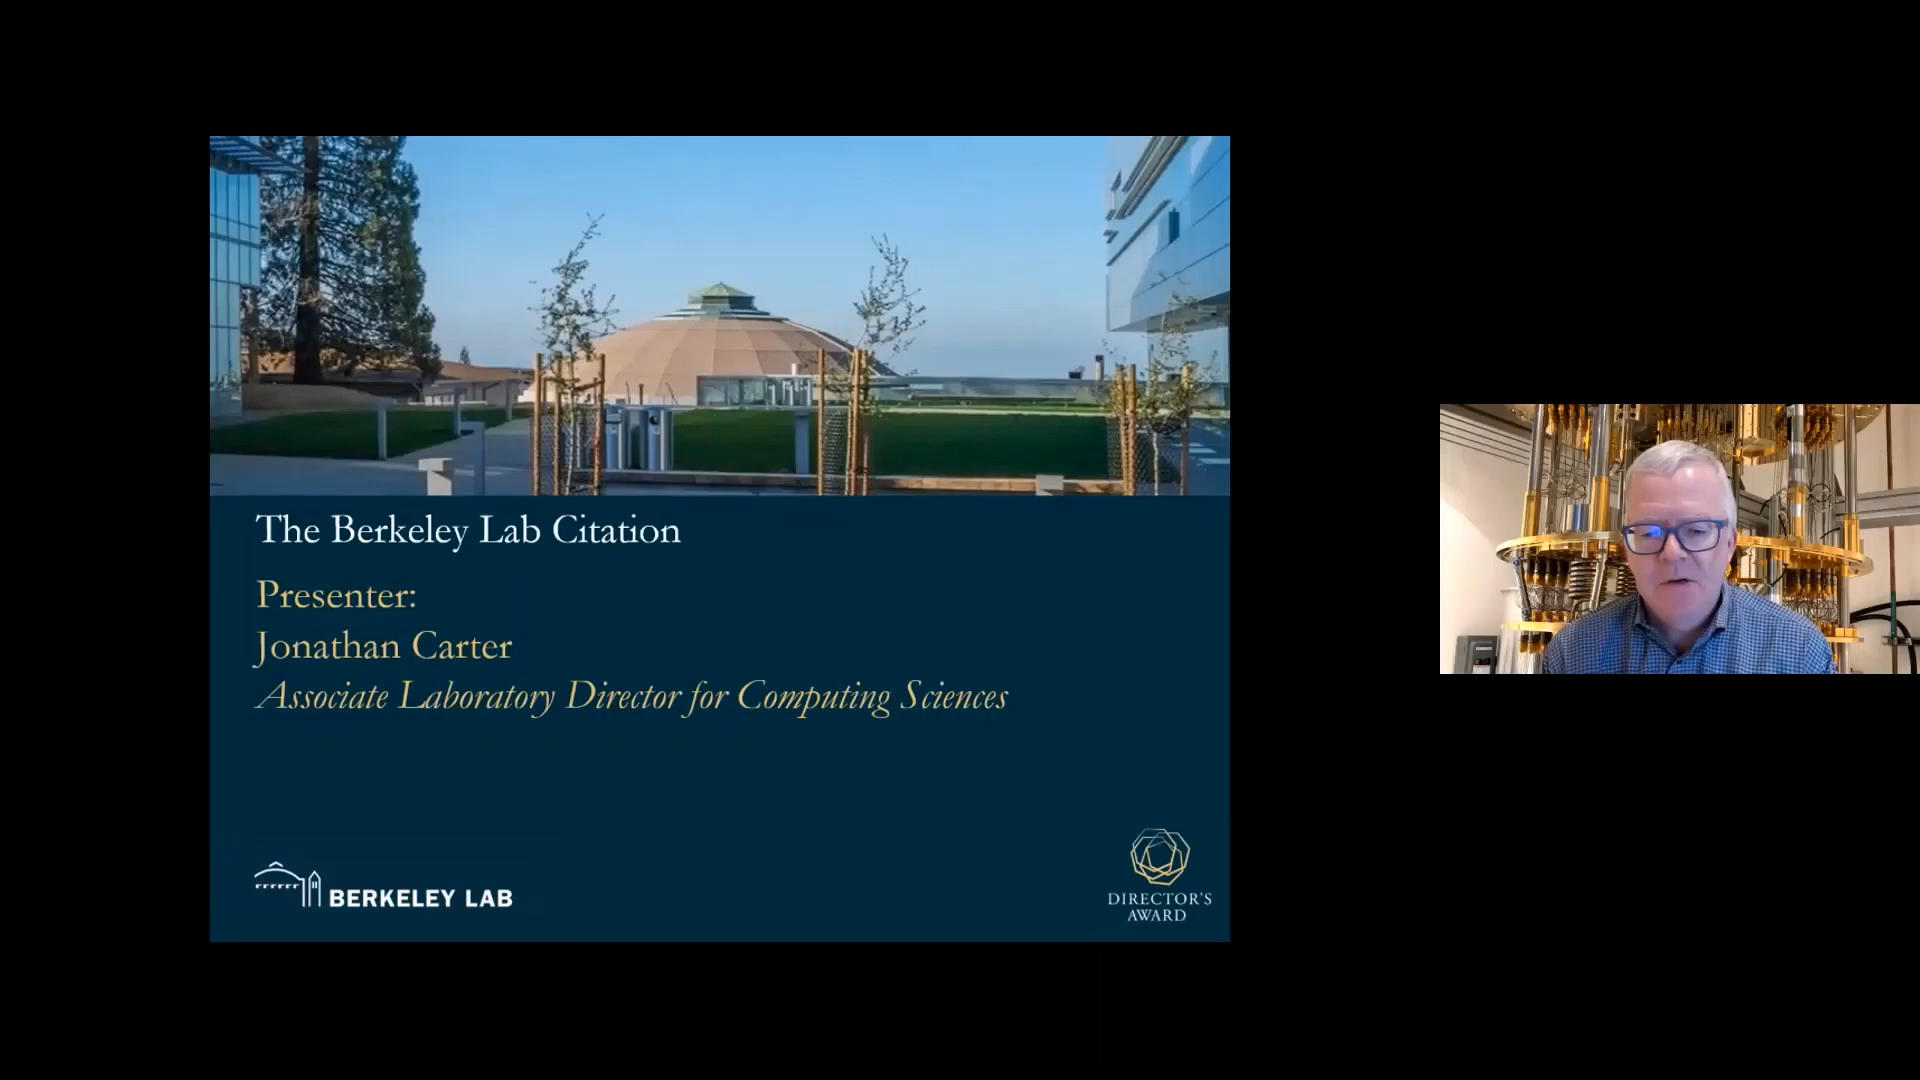 The Berkeley Lab Citation
Presenter:
Jonathan Carter
Associate Laboratory Director for Computing Sciences
BERKELEY LAB
DIRECTOR'S
AWARD